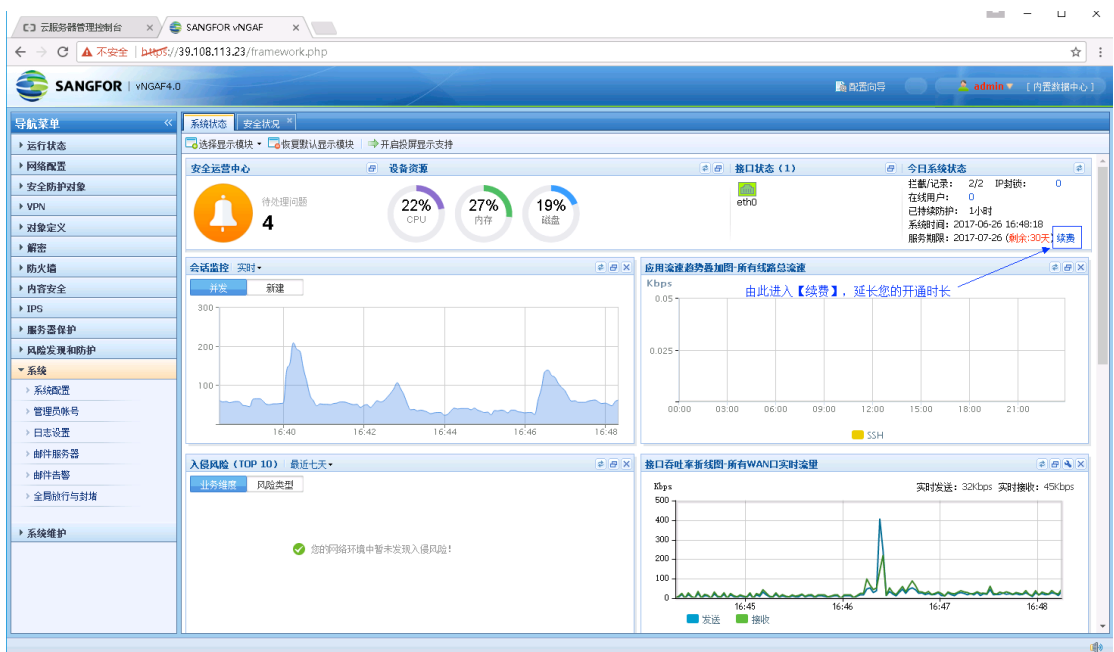 云服务器管理控制台
SANGFOR vNGAF
不安全 https://39.108.113.23/framework.php
SANGFOR | vNGAF4.0
配置向导
admin
[ 内置数据中心 ]
导航菜单
运行状态
网络配置
安全防护对象
VPN
对象定义
解密
防火墙
内容安全
IPS
服务器保护
风险发现和防护
系统
系统配置
管理员帐号
日志设置
邮件服务器
邮件告警
全局放行与封堵
系统维护
系统状态
安全状况
选择显示模块
恢复默认显示模块
开启投屏显示支持
安全运营中心
待处理问题
4
设备资源
22%
CPU
27%
内存
19%
磁盘
接口状态 (1)
eth0
今日系统状态
拦截/记录: 2/2 IP封锁: 0
在线用户: 0
已持续防护: 1小时
系统时间: 2017-06-26 16:48:18
服务期限: 2017-07-26 (剩余:30天) 续费
由此进入【续费】，延长您的开通时长
会话监控 实时
并发
新建
300
200
100
16:40 16:42 16:44 16:46 16:48
应用流速趋势叠加图-所有线路总流速
Kbps
0.05
0.025
00:00 03:00 06:00 09:00 12:00 15:00 18:00 21:00
SSH
入侵风险 (TOP 10) 最近七天
业务维度
风险类型
您的网络环境中暂未发现入侵风险!
接口吞吐率折线图-所有WAN口实时流量
Kbps
实时发送: 32Kbps 实时接收: 45Kbps
500
400
300
200
100
0
16:45 16:46 16:47 16:48
发送 接收